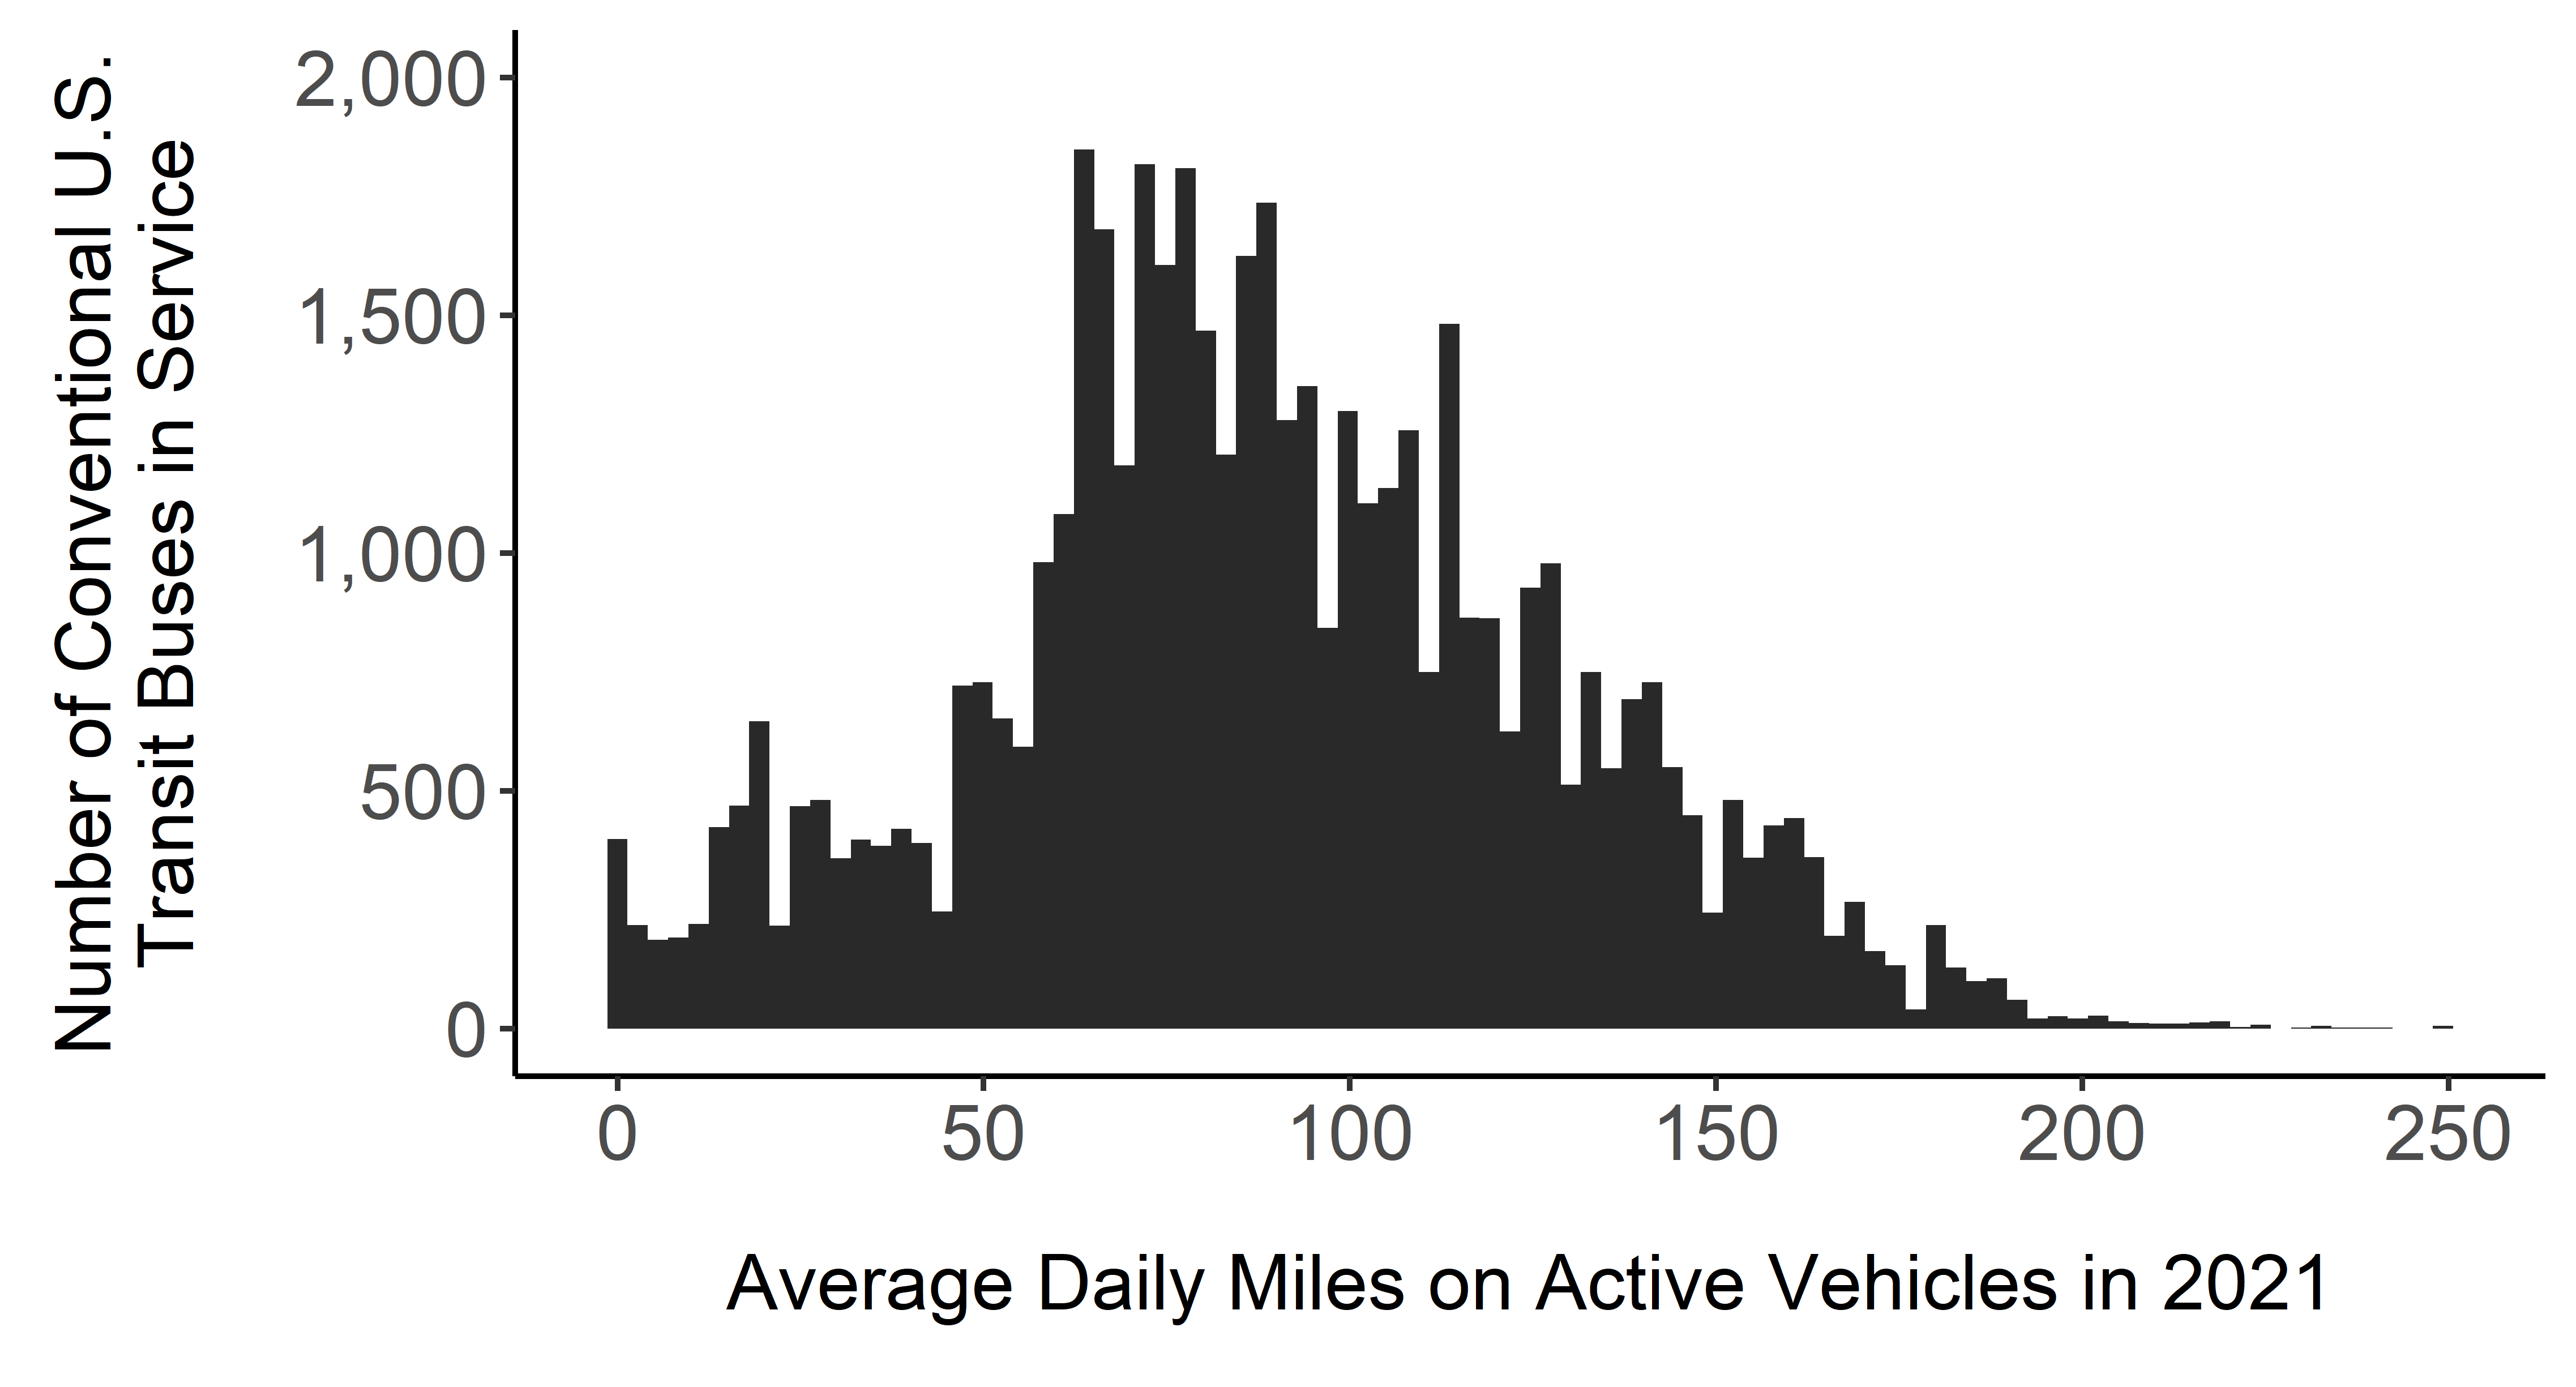 Number of Conventional U.S.
Transit Buses in Service
2,000
1,500
1,000
500
0
0 50 100 150 200 250
Average Daily Miles on Active Vehicles in 2021